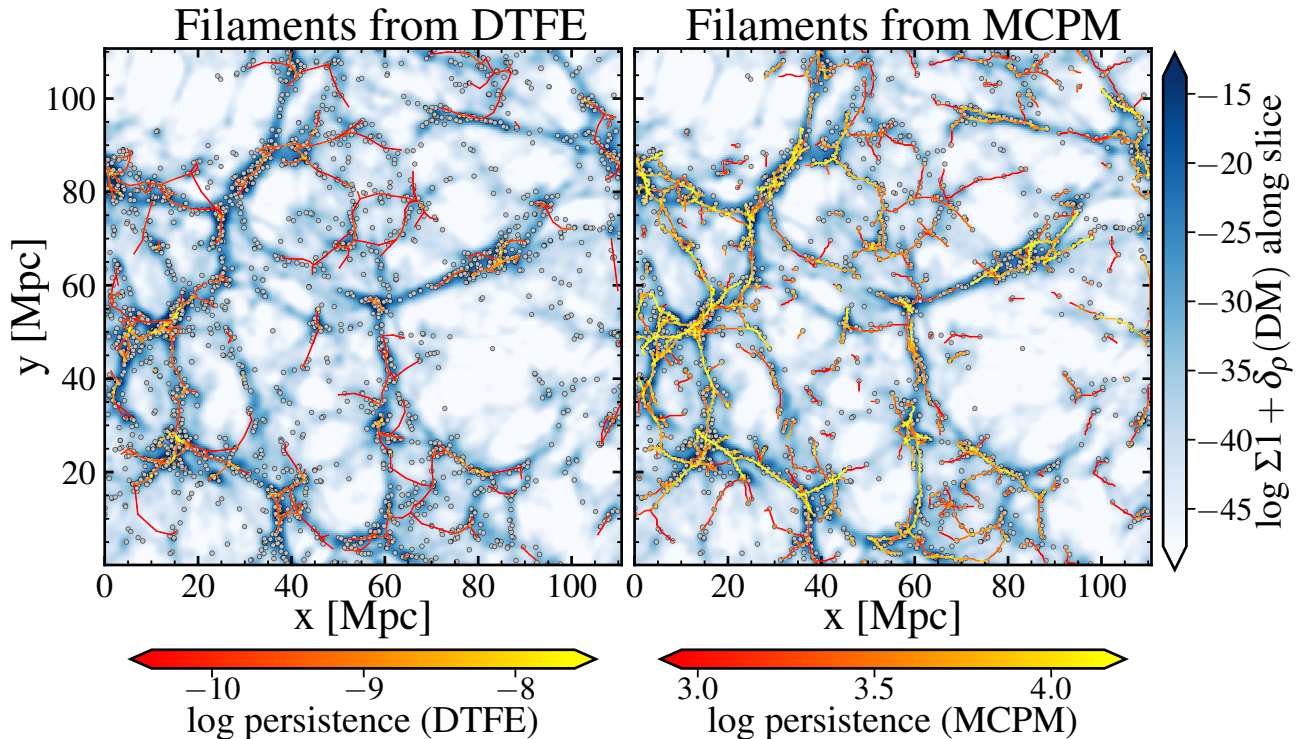 Filaments from DTFE
Filaments from MCPM
100
80
60
40
20
y [Mpc]
0 20 40 60 80 100
x [Mpc]
0 20 40 60 80 100
x [Mpc]
−15
−20
−25
−30
−35
−40
−45
log Σ1 + δρ(DM) along slice
−10 −9 −8
log persistence (DTFE)
3.0 3.5 4.0
log persistence (MCPM)